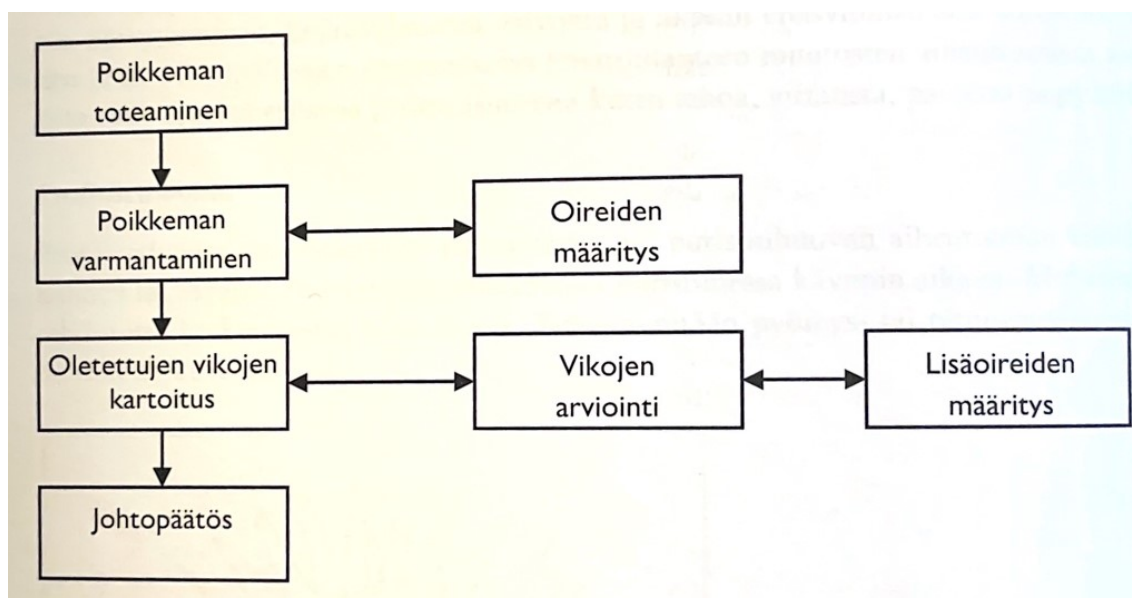 Poikkeman
toteaminen
Poikkeman
varmantaminen
Oireiden
määritys
Oletettujen vikojen
kartoitus
Vikojen
arviointi
Lisäoireiden
määritys
Johtopäätös